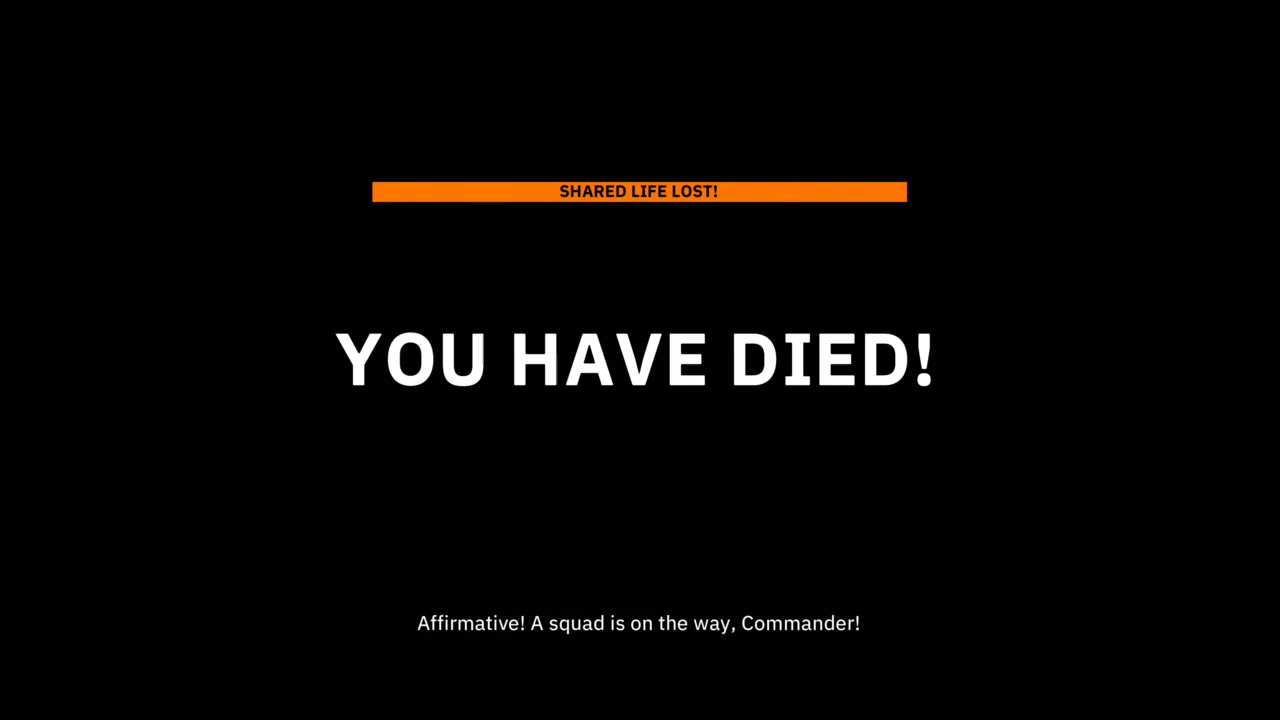 SHARED LIFE LOST!
YOU HAVE DIED!
Affirmative! A squad is on the way, Commander!